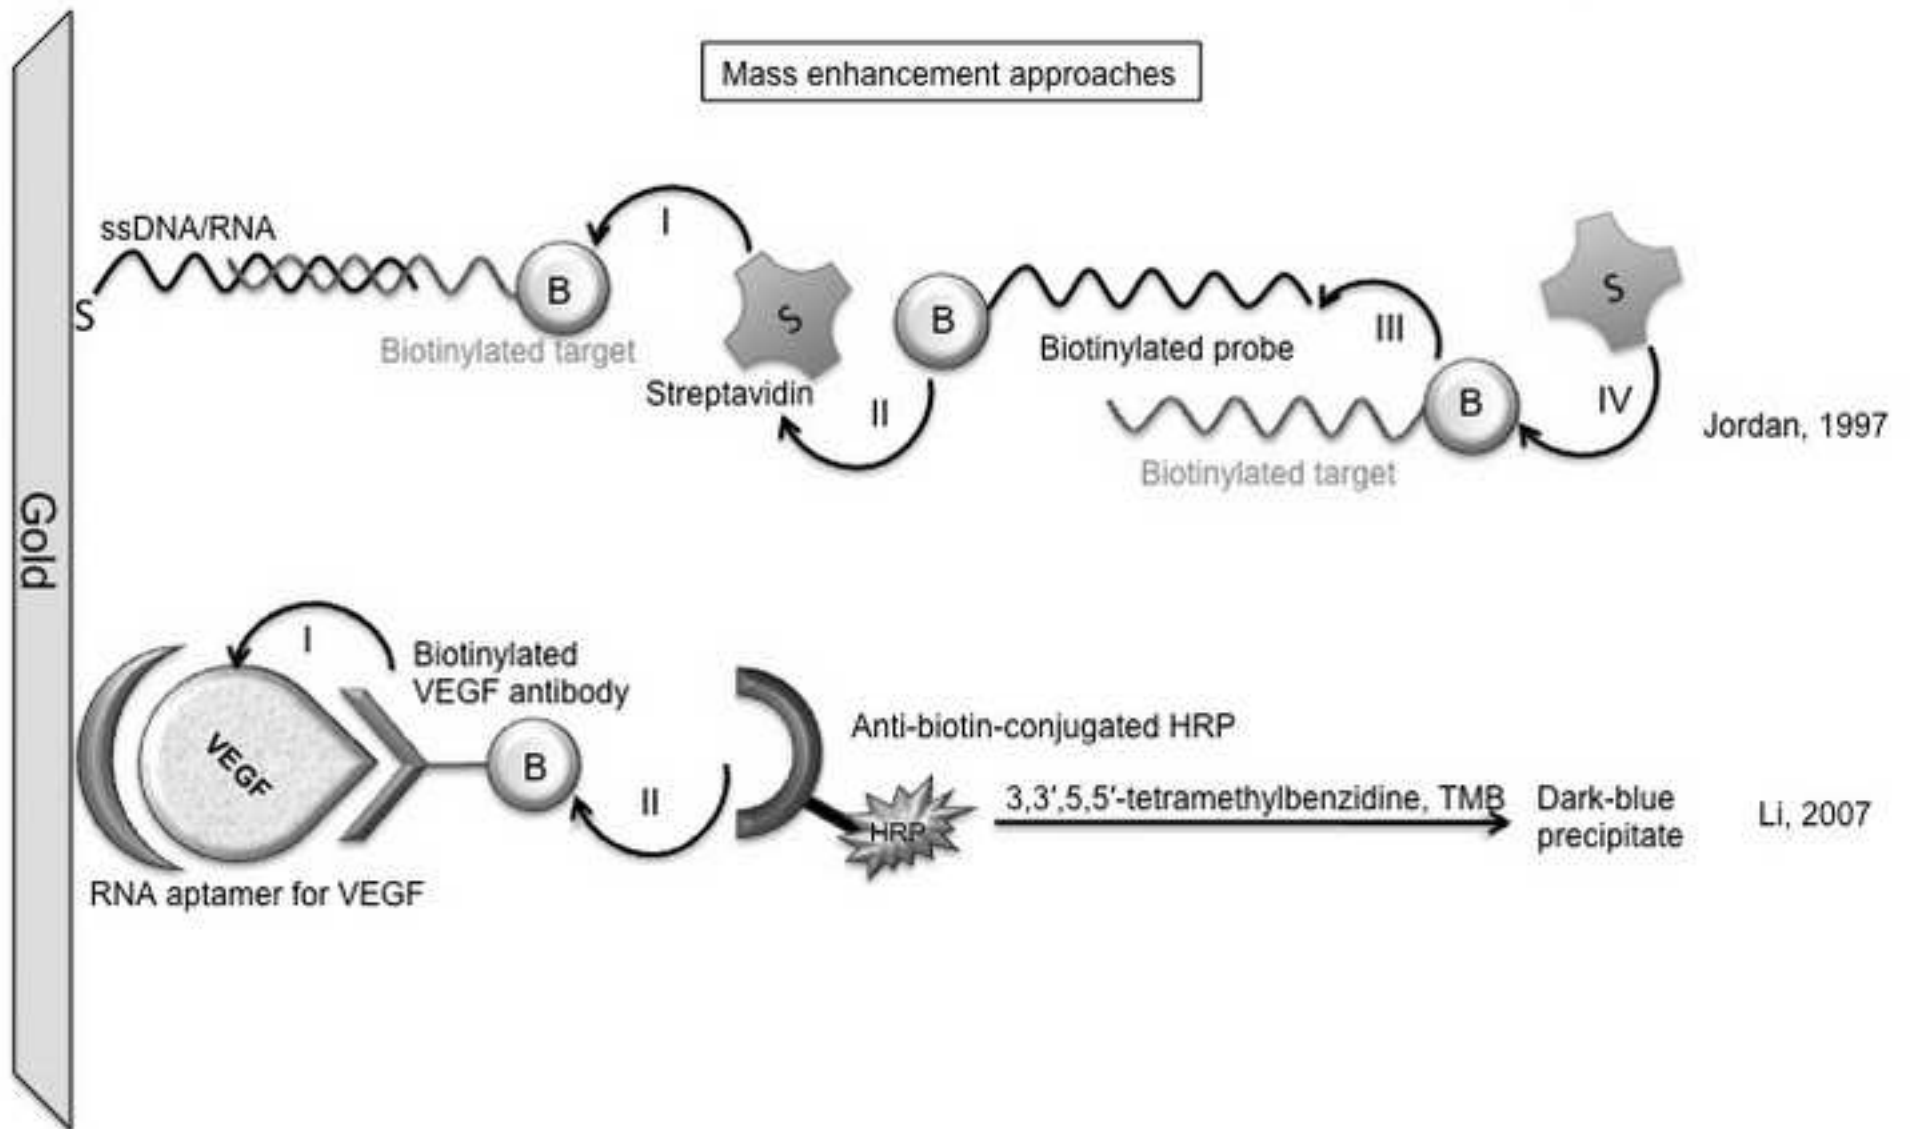 Mass enhancement approaches
ssDNA/RNA
I
S
B
S
B
S
Biotinylated target
Streptavidin
II
Biotinylated probe
III
B
IV
Jordan, 1997
Biotinylated target
Gold
I
Biotinylated
VEGF antibody
VEGF
B
II
Anti-biotin-conjugated HRP
HRP
3,3',5,5'-tetramethylbenzidine, TMB
Dark-blue
precipitate
Li, 2007
RNA aptamer for VEGF